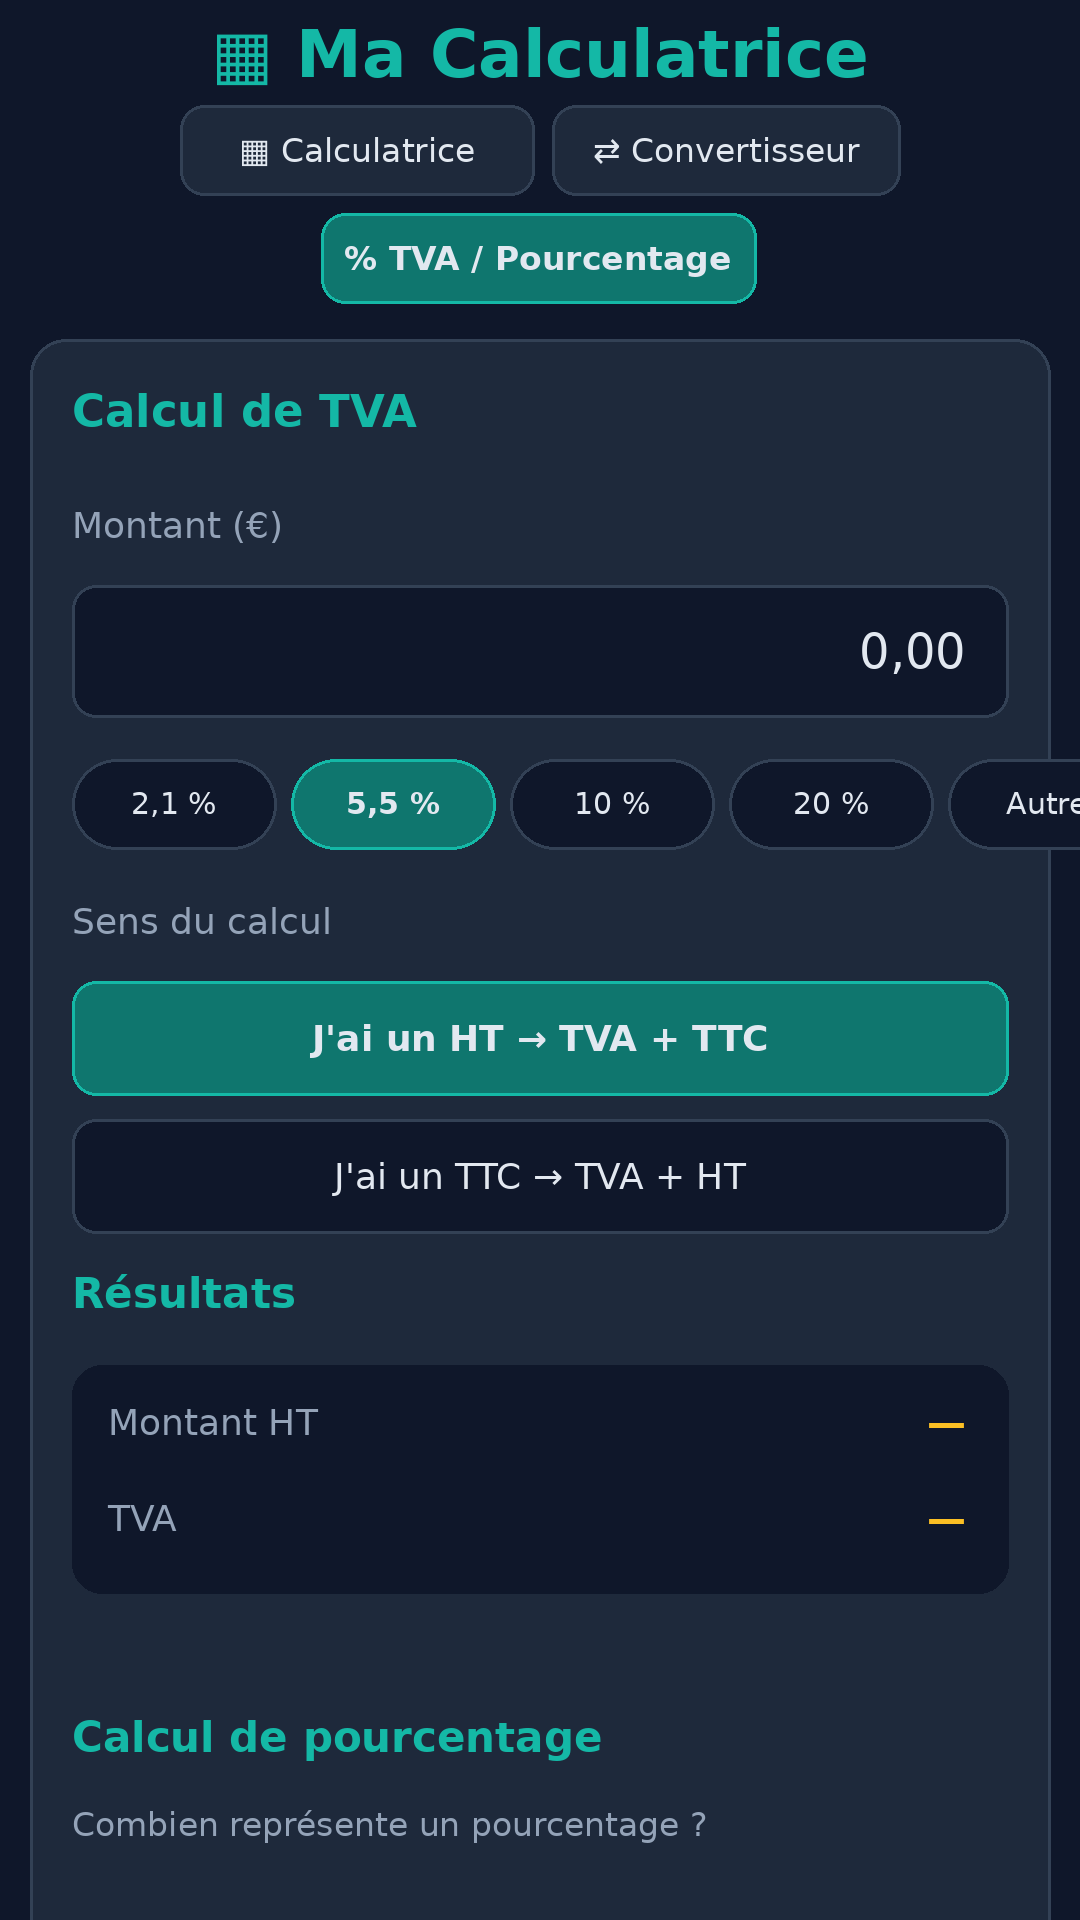 Ma Calculatrice
Calculatrice
⇄ Convertisseur
% TVA / Pourcentage
Calcul de TVA
Montant (€)
0,00
2,1 %
5,5 %
10 %
20 %
Autre
Sens du calcul
J'ai un HT → TVA + TTC
J'ai un TTC → TVA + HT
Résultats
Montant HT —
TVA —
Calcul de pourcentage
Combien représente un pourcentage ?